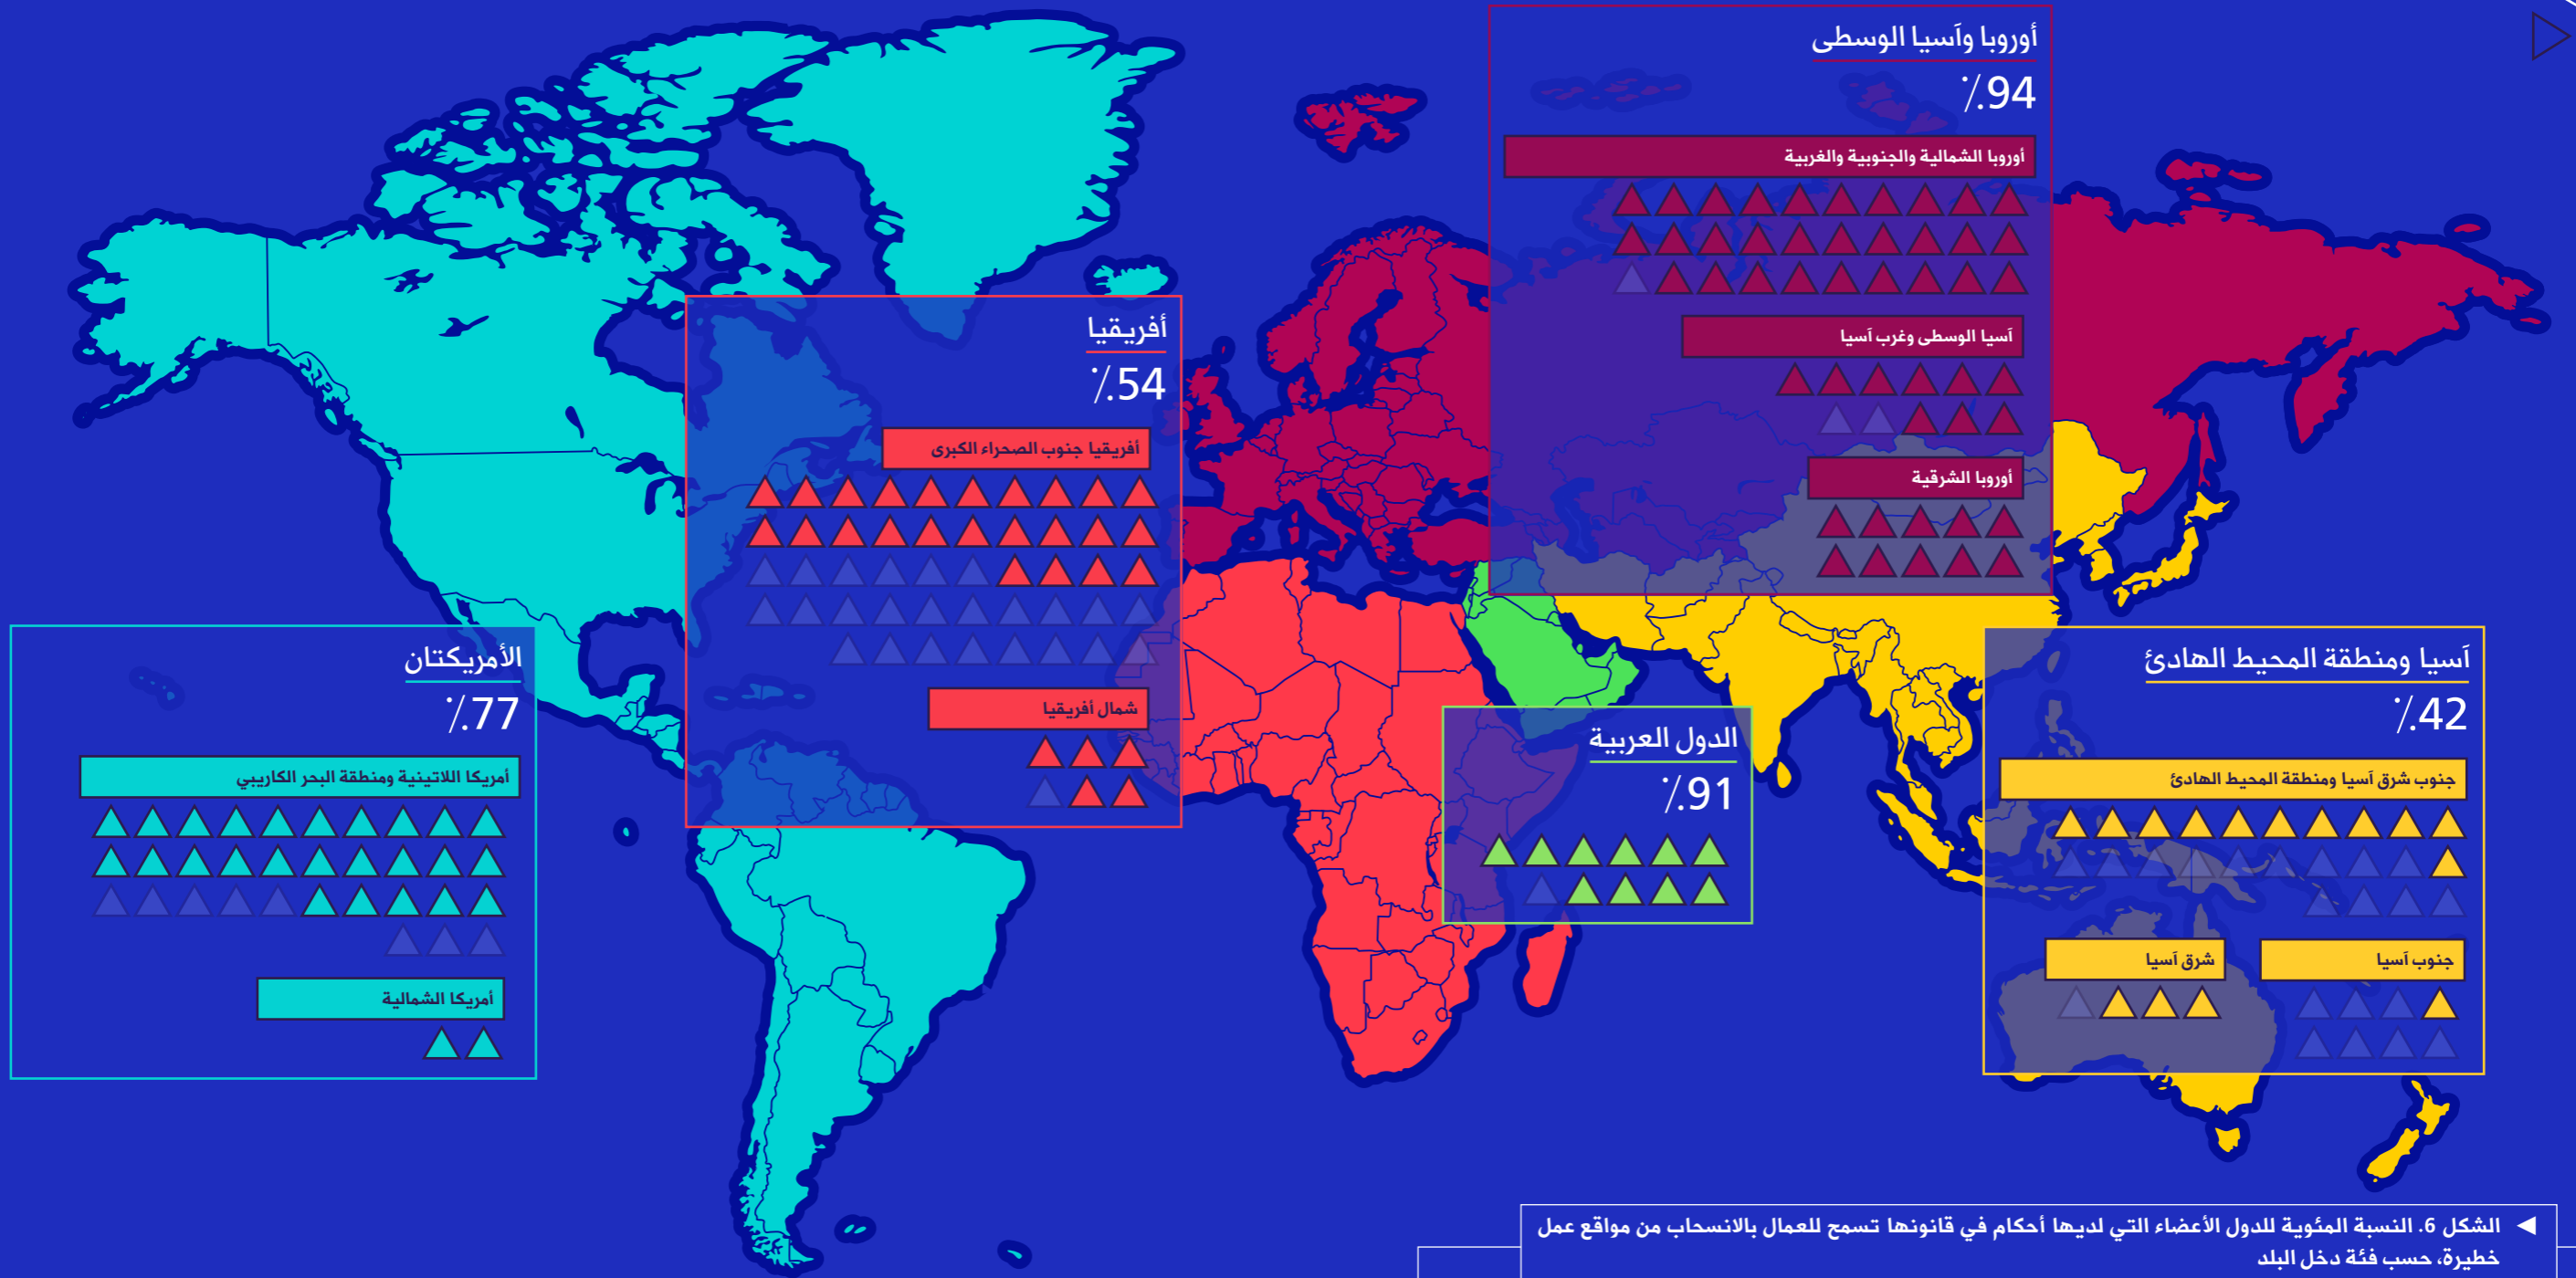 أوروبا وآسيا الوسطى
٪94
أوروبا الشمالية والجنوبية والغربية
آسيا الوسطى وغرب آسيا
أوروبا الشرقية
أفريقيا
٪54
أفريقيا جنوب الصحراء الكبرى
شمال أفريقيا
آسيا ومنطقة المحيط الهادئ
٪42
جنوب شرق آسيا ومنطقة المحيط الهادئ
جنوب آسيا
شرق آسيا
الدول العربية
٪91
الأمريكتان
٪77
أمريكا اللاتينية ومنطقة البحر الكاريبي
أمريكا الشمالية
◀ الشكل 6. النسبة المئوية للدول الأعضاء التي لديها أحكام في قانونها تسمح للعمال بالانسحاب من مواقع عمل
خطيرة، حسب فئة دخل البلد